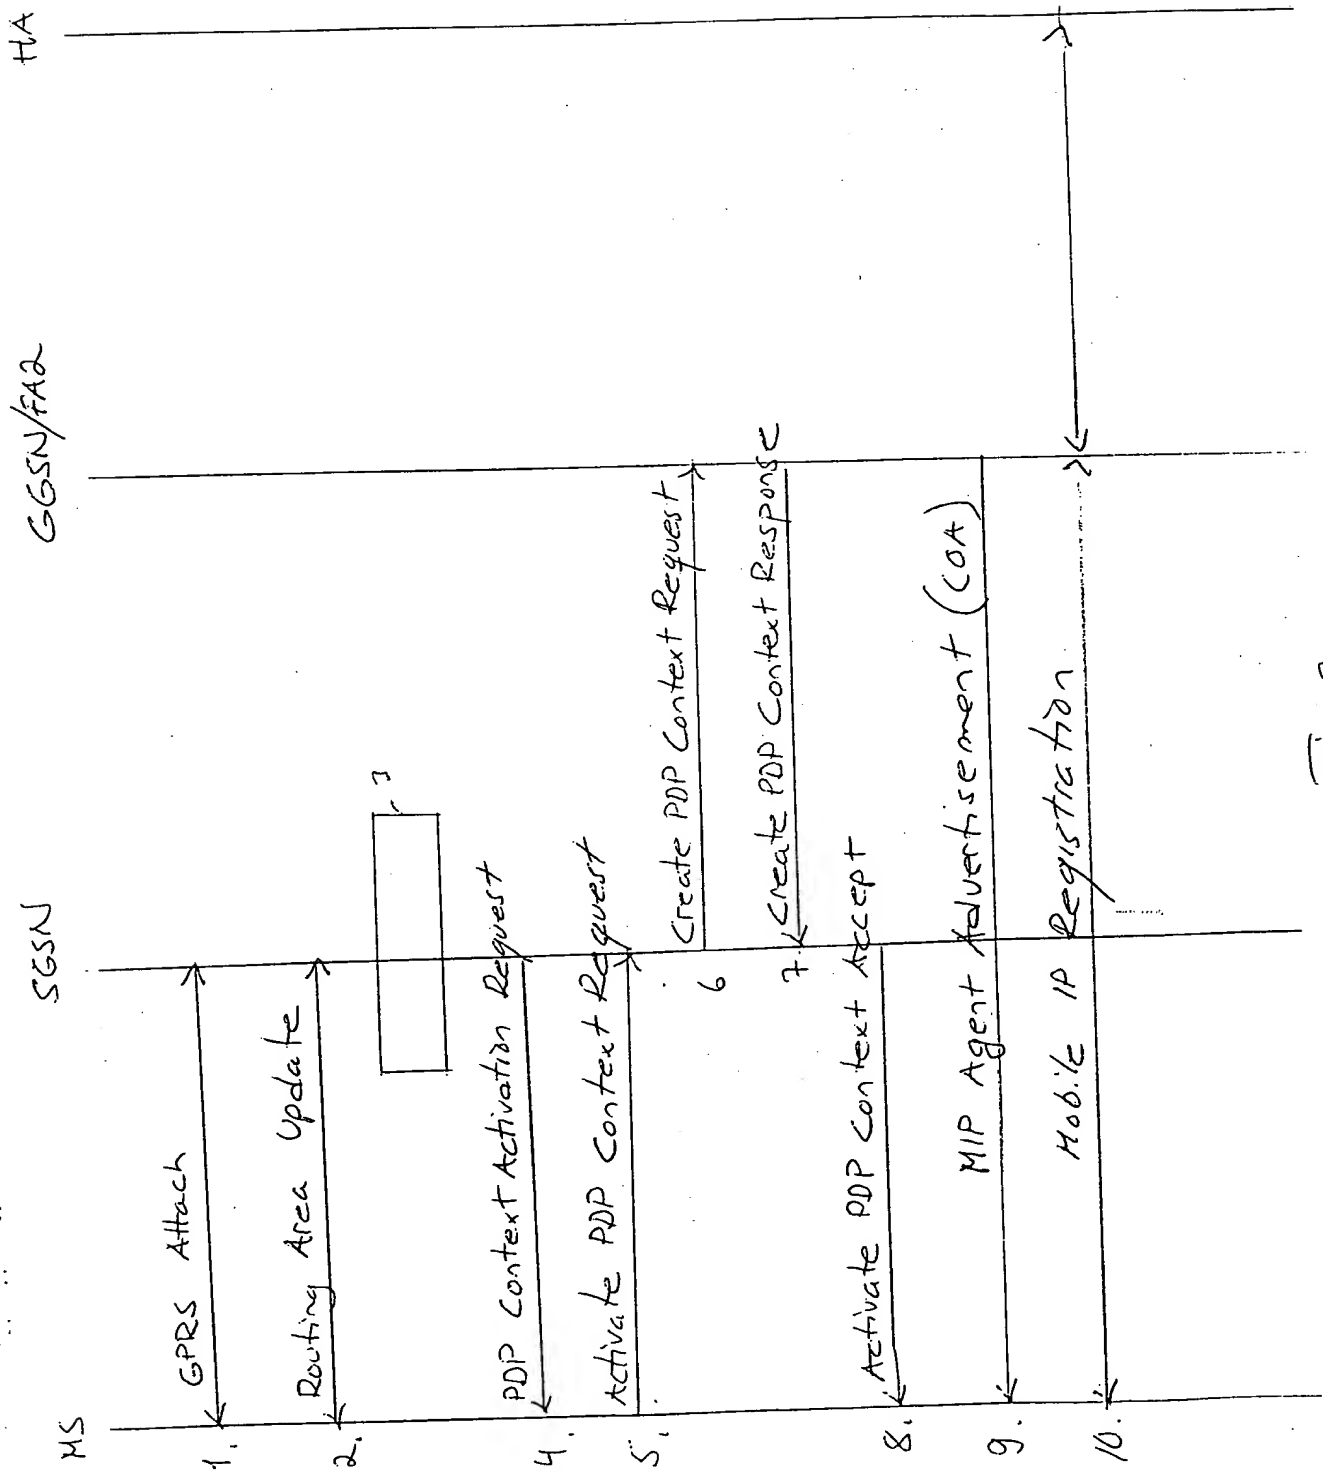 MS
SGSN
GGSN/FA2
HA
1.
GPRS Attach
2.
Routing Area Update
3
4.
PDP Context Activation Request
5.
Activate PDP Context Request
6
Create PDP Context Request
7.
Create PDP Context Response
8.
Activate PDP Context Accept
9.
MIP Agent Advertisement (COA)
10.
Mobile IP Registration